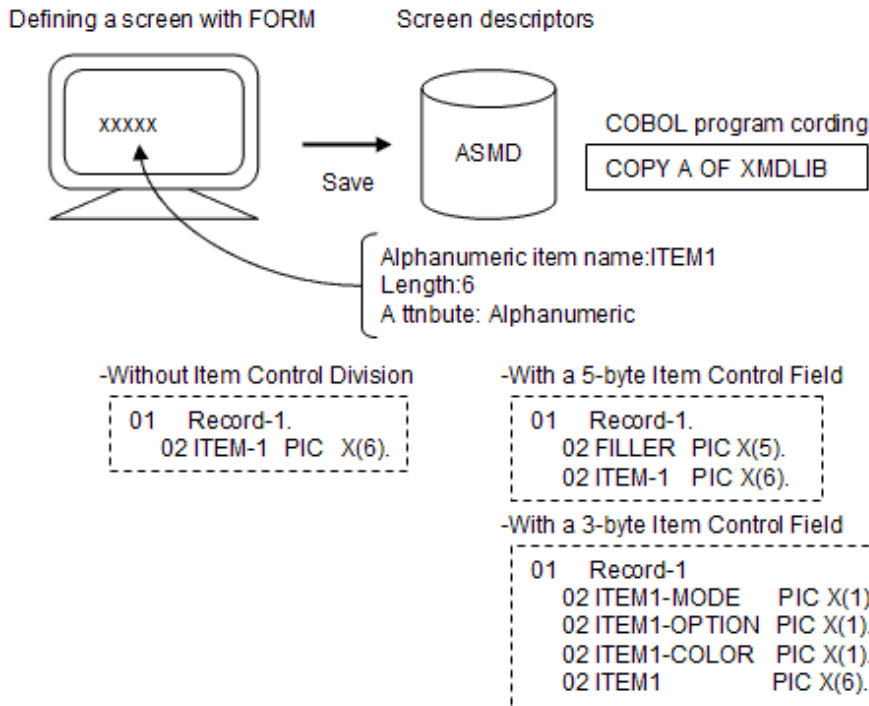 Defining a screen with FORM
Screen descriptors
xxxxx
Save
ASMD
COBOL program cording
COPY A OF XMDLIB
Alphanumeric item name:ITEM1
Length:6
A ttnbute: Alphanumeric
-Without Item Control Division
01 Record-1.
02 ITEM-1 PIC X(6).
-With a 5-byte Item Control Field
01 Record-1.
02 FILLER PIC X(5).
02 ITEM-1 PIC X(6).
-With a 3-byte Item Control Field
01 Record-1
02 ITEM1-MODE PIC X(1)
02 ITEM1-OPTION PIC X(1).
02 ITEM1-COLOR PIC X(1).
02 ITEM1 PIC X(6).